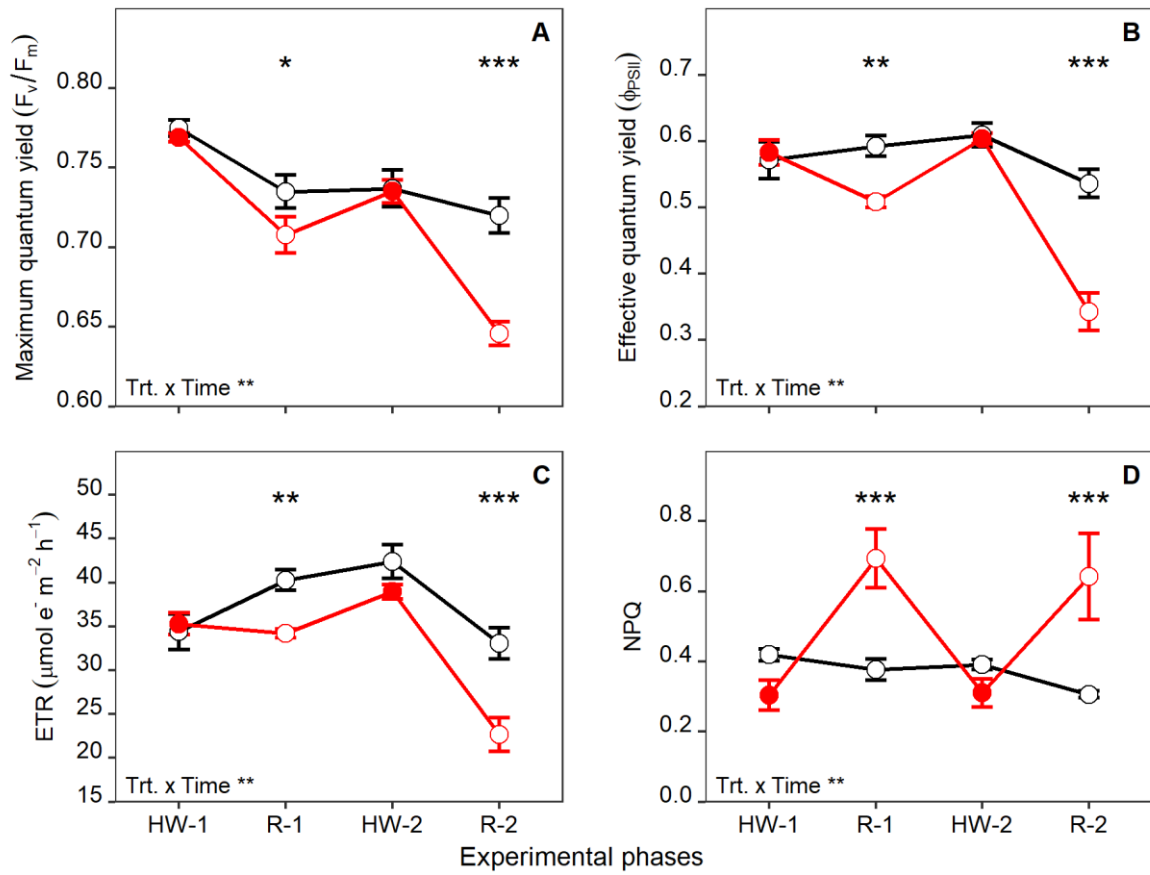 A
Maximum quantum yield (Fv/Fm)
* ***
0.80
0.75
0.70
0.65
0.60
Trt. x Time **
B
Effective quantum yield (ϕPSII)
** ***
0.7
0.6
0.5
0.4
0.3
0.2
Trt. x Time **
C
ETR (μmol e⁻ m⁻² h⁻¹)
** ***
50
45
40
35
30
25
20
15
Trt. x Time **
HW-1 R-1 HW-2 R-2
D
NPQ
*** ***
0.8
0.6
0.4
0.2
0.0
Trt. x Time **
HW-1 R-1 HW-2 R-2
Experimental phases